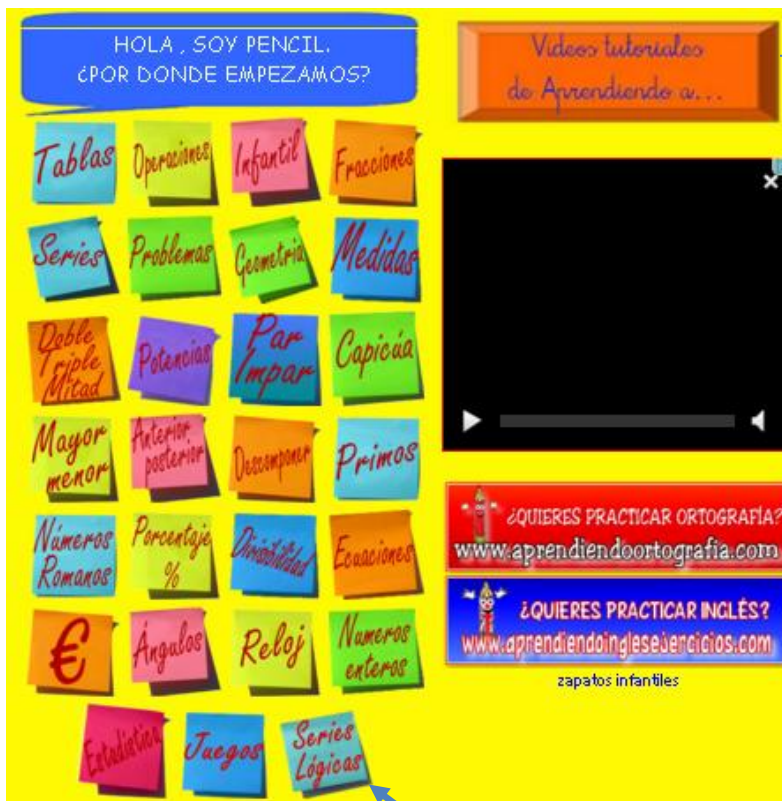 HOLA , SOY PENCIL.
¿POR DONDE EMPEZAMOS?
Tablas
Operaciones
Infantil
Fracciones
Series
Problemas
Geometria
Medidas
Doble
Triple
Mitad
Potencias
Par
Impar
Capicúa
Mayor
menor
Anterior
posterior
Descomponer
Primos
Números
Romanos
Porcentaje
%
Divisibilidad
Ecuaciones
€
Ángulos
Reloj
Numeros
enteros
Estadística
Juegos
Series
Lógicas
Videos tutoriales
de Aprendiendo a...
¿QUIERES PRACTICAR ORTOGRAFÍA?
www.aprendiendoortografia.com
¿QUIERES PRACTICAR INGLÉS?
www.aprendiendoinglesejercicios.com
zapatos infantiles